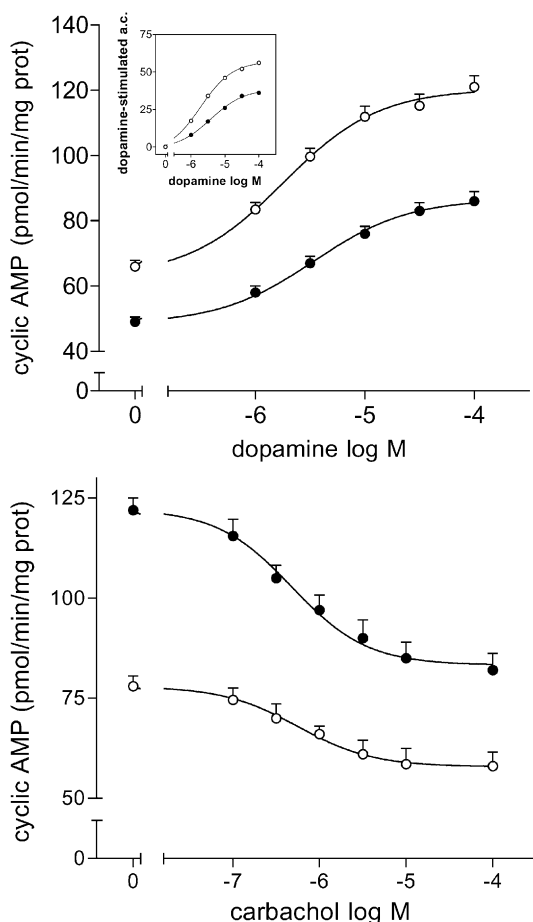 cyclic AMP (pmol/min/mg prot)
140
120
100
80
60
40
0
dopamine-stimulated a.c.
75
50
25
0
0 -6 -5 -4
dopamine log M
0 -6 -5 -4
dopamine log M
cyclic AMP (pmol/min/mg prot)
125
100
75
50
0
0 -7 -6 -5 -4
carbachol log M